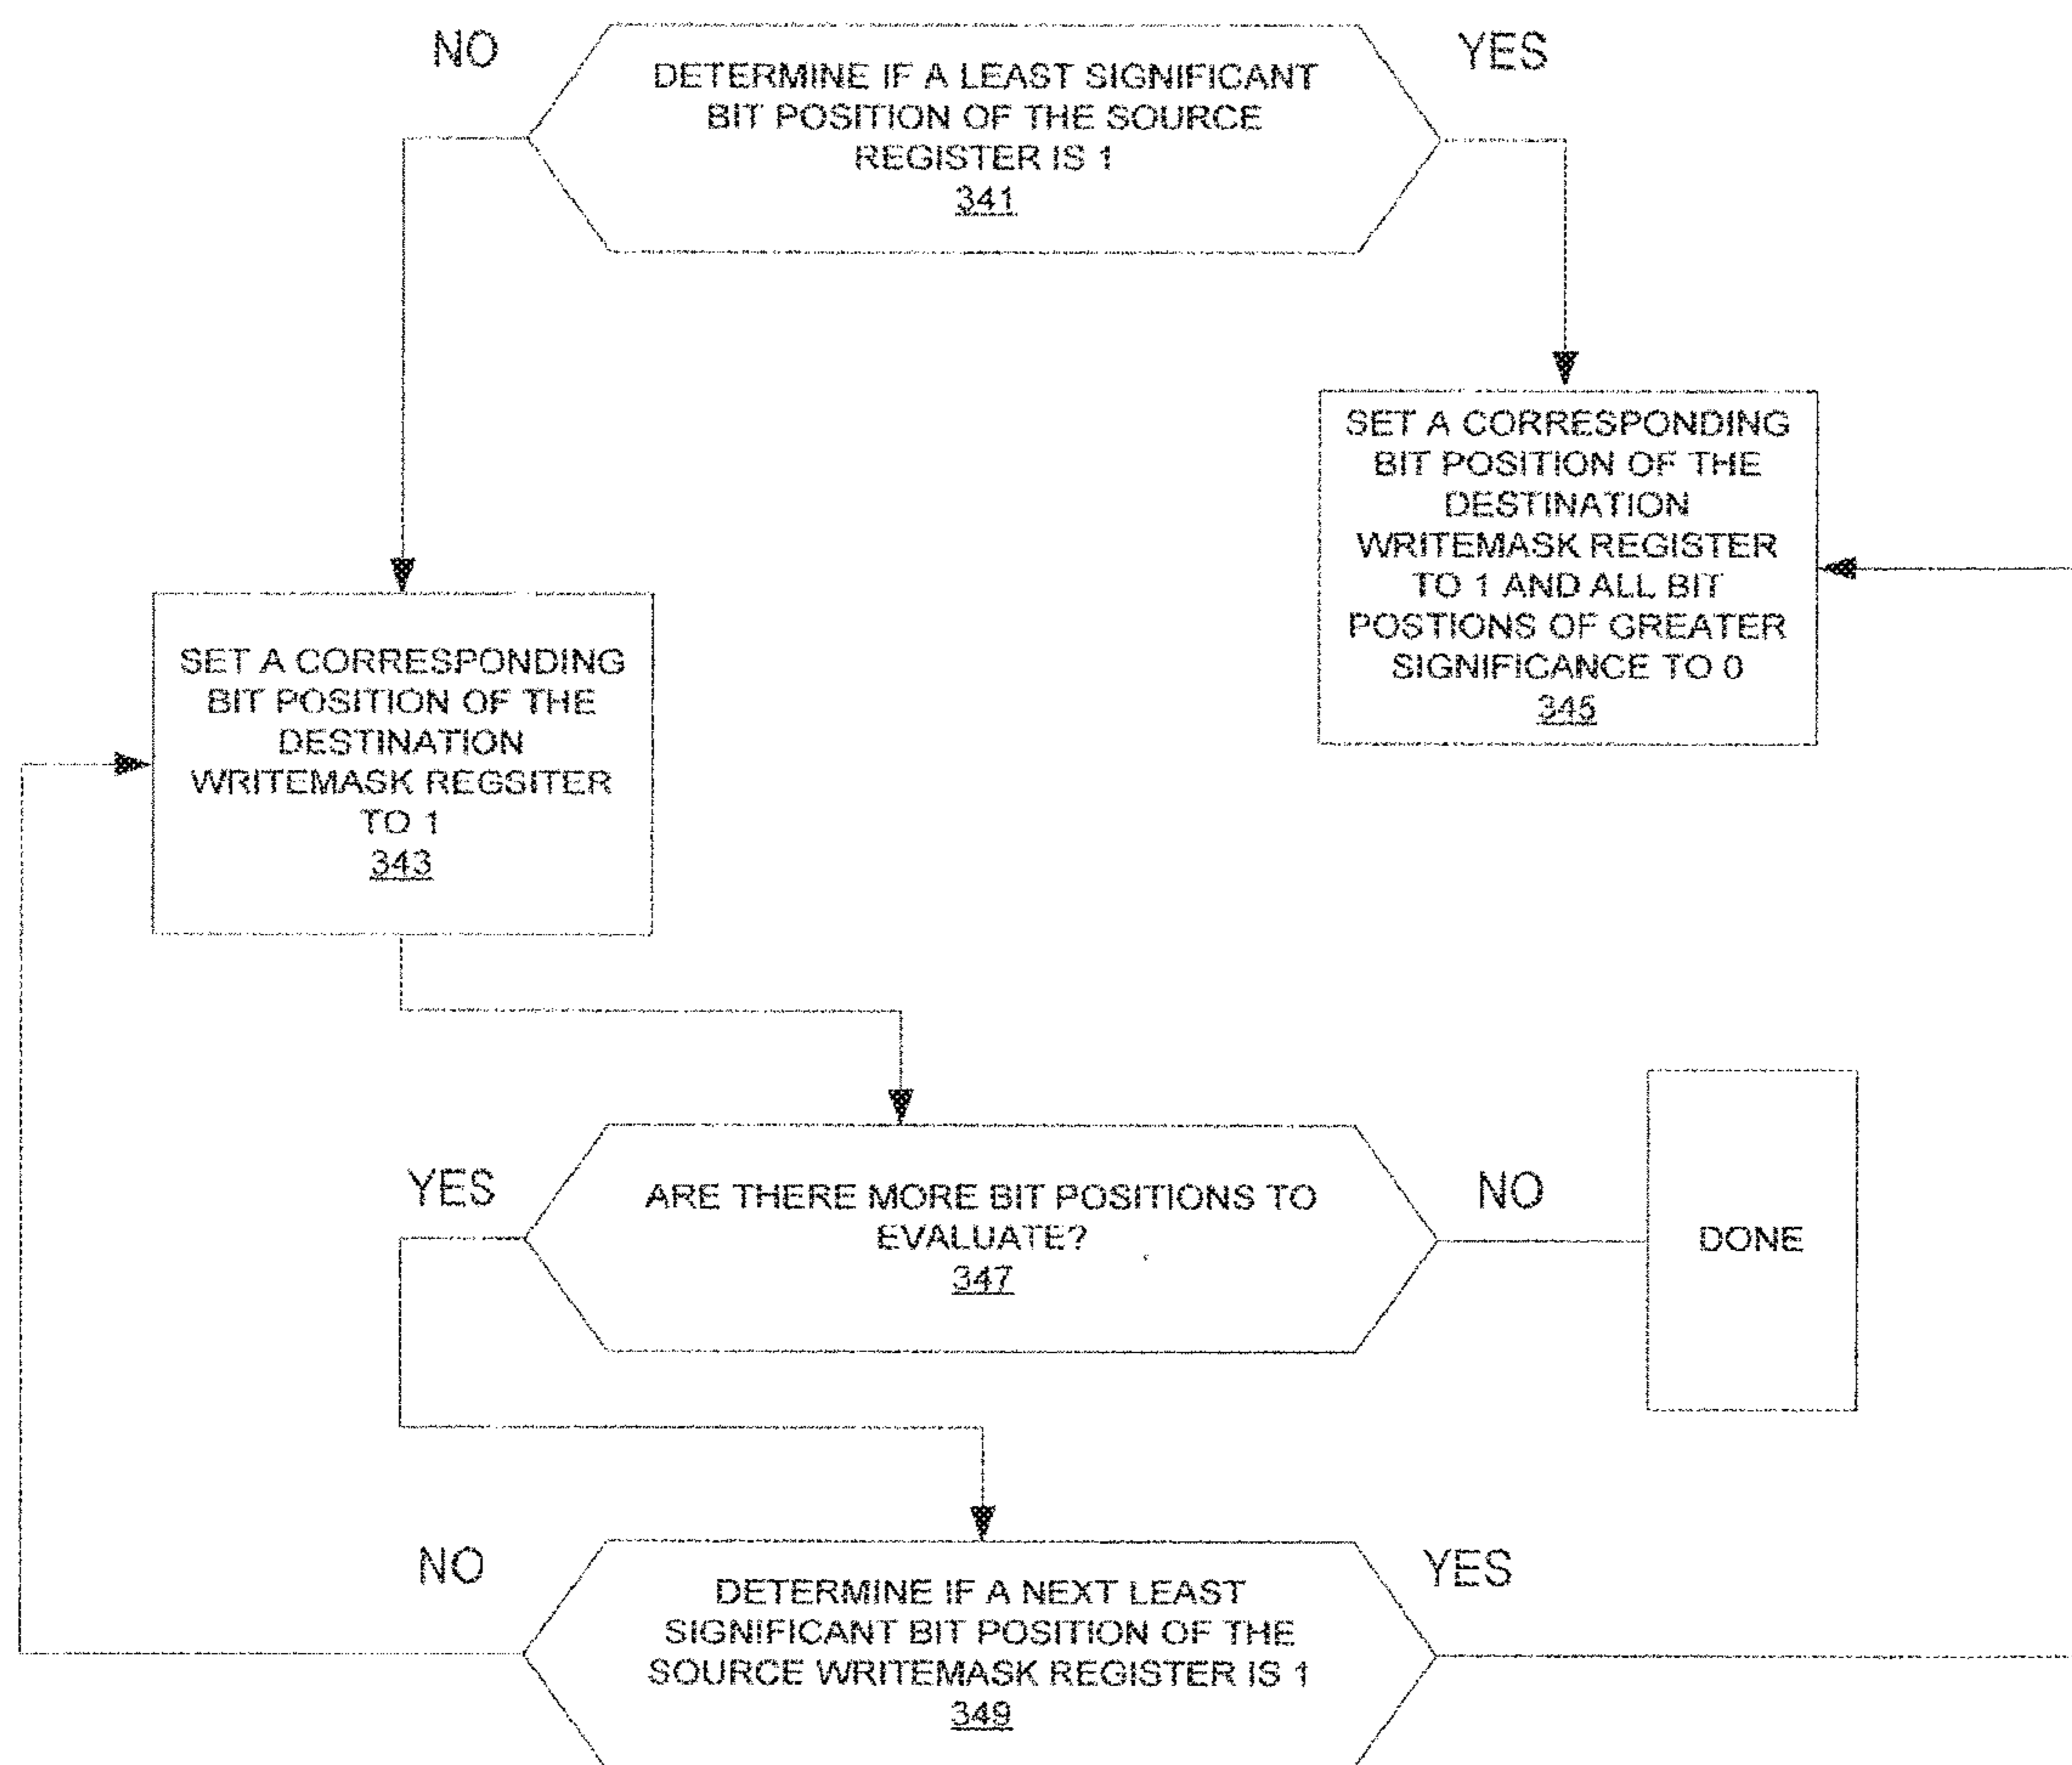 NO
DETERMINE IF A LEAST SIGNIFICANT
BIT POSITION OF THE SOURCE
REGISTER IS 1
341
YES
SET A CORRESPONDING
BIT POSITION OF THE
DESTINATION
WRITEMASK REGISTER
TO 1 AND ALL BIT
POSTIONS OF GREATER
SIGNIFICANCE TO 0
345
SET A CORRESPONDING
BIT POSITION OF THE
DESTINATION
WRITEMASK REGSITER
TO 1
343
YES
ARE THERE MORE BIT POSITIONS TO
EVALUATE?
347
NO
DONE
NO
DETERMINE IF A NEXT LEAST
SIGNIFICANT BIT POSITION OF THE
SOURCE WRITEMASK REGISTER IS 1
349
YES